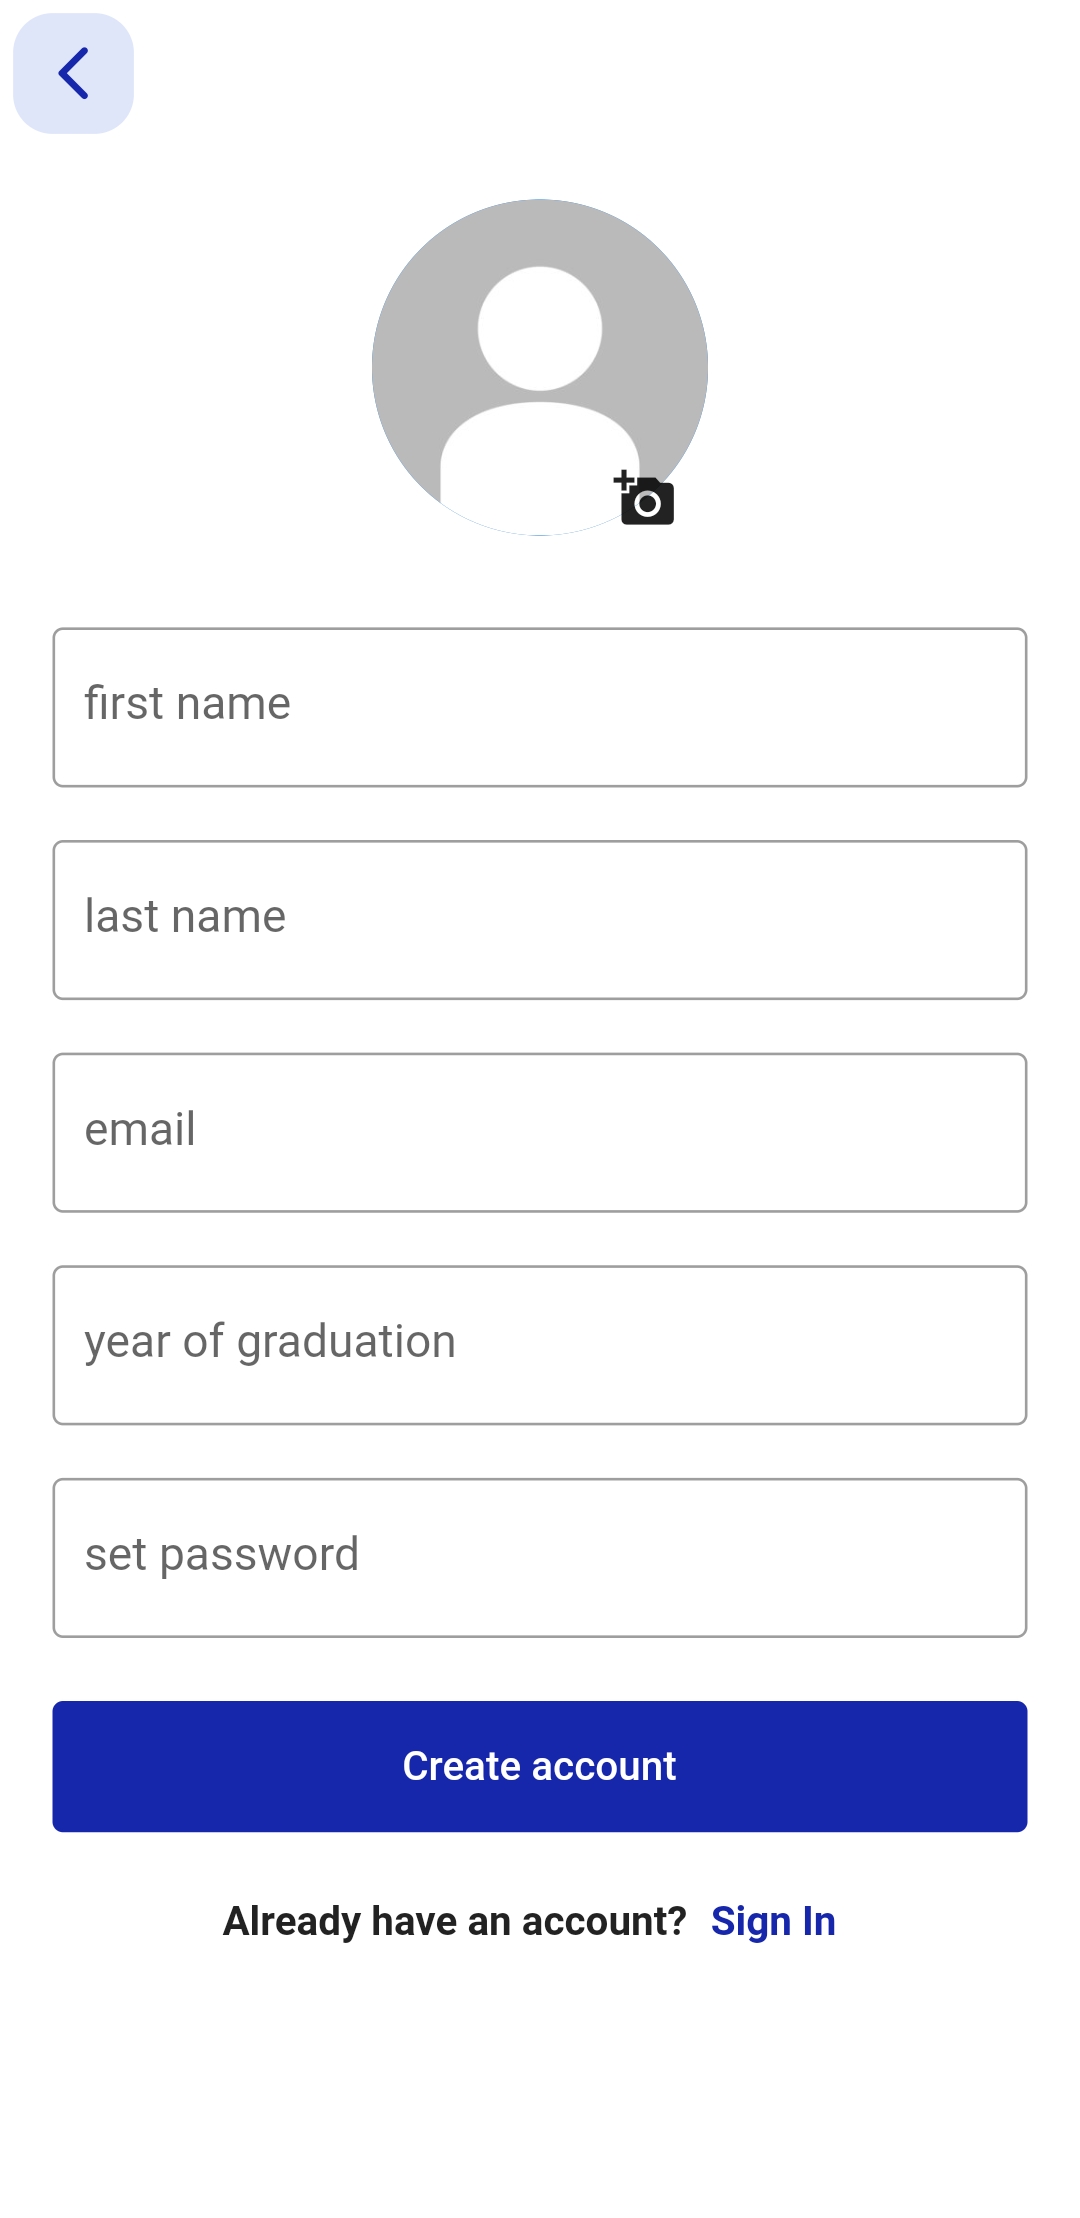 first name
last name
email
year of graduation
set password
Create account
Already have an account? Sign In